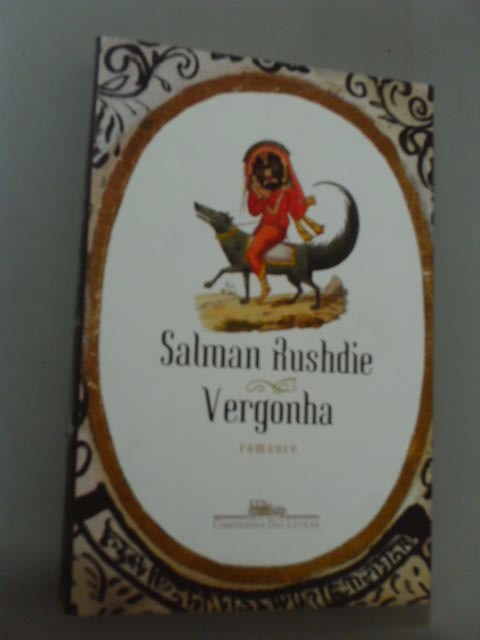 Salman Rushdie
Vergonha
romance
COMPANHIA DAS LETRAS